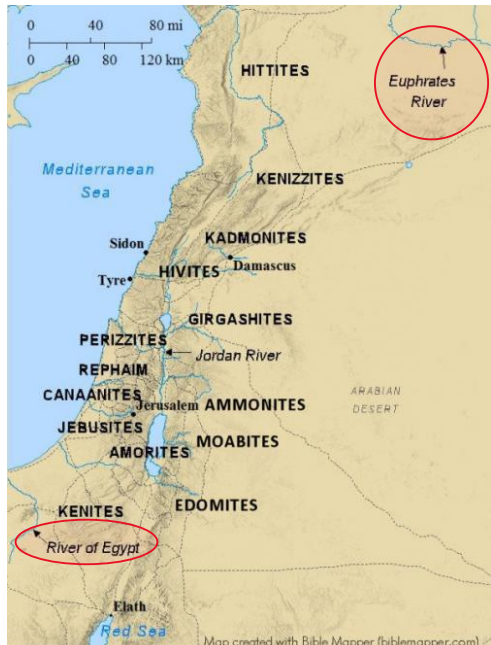 0 40 80 mi
0 40 80 120 km
HITTITES
Euphrates
River
Mediterranean
Sea
KENIZZITES
Sidon
KADMONITES
Damascus
Tyre
HIVITES
GIRGASHITES
PERIZZITES
Jordan River
REPHAIM
CANAANITES
ARABIAN
DESERT
Jerusalem
AMMONITES
JEBUSITES
MOABITES
AMORITES
EDOMITES
KENITES
River of Egypt
Elath
Red Sea
Map created with Bible Mapper (biblemapper.com)